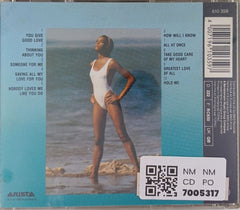 YOU GIVE
GOOD LOVE
THINKING
ABOUT YOU
SOMEONE FOR ME
SAVING ALL MY
LOVE FOR YOU
NOBODY LOVES ME
LIKE YOU DO
HOW WILL I KNOW
ALL AT ONCE
TAKE GOOD CARE
OF MY HEART
GREATEST LOVE
OF ALL
HOLD ME
610 359
ARISTA
NM NM
CD PO
7005317